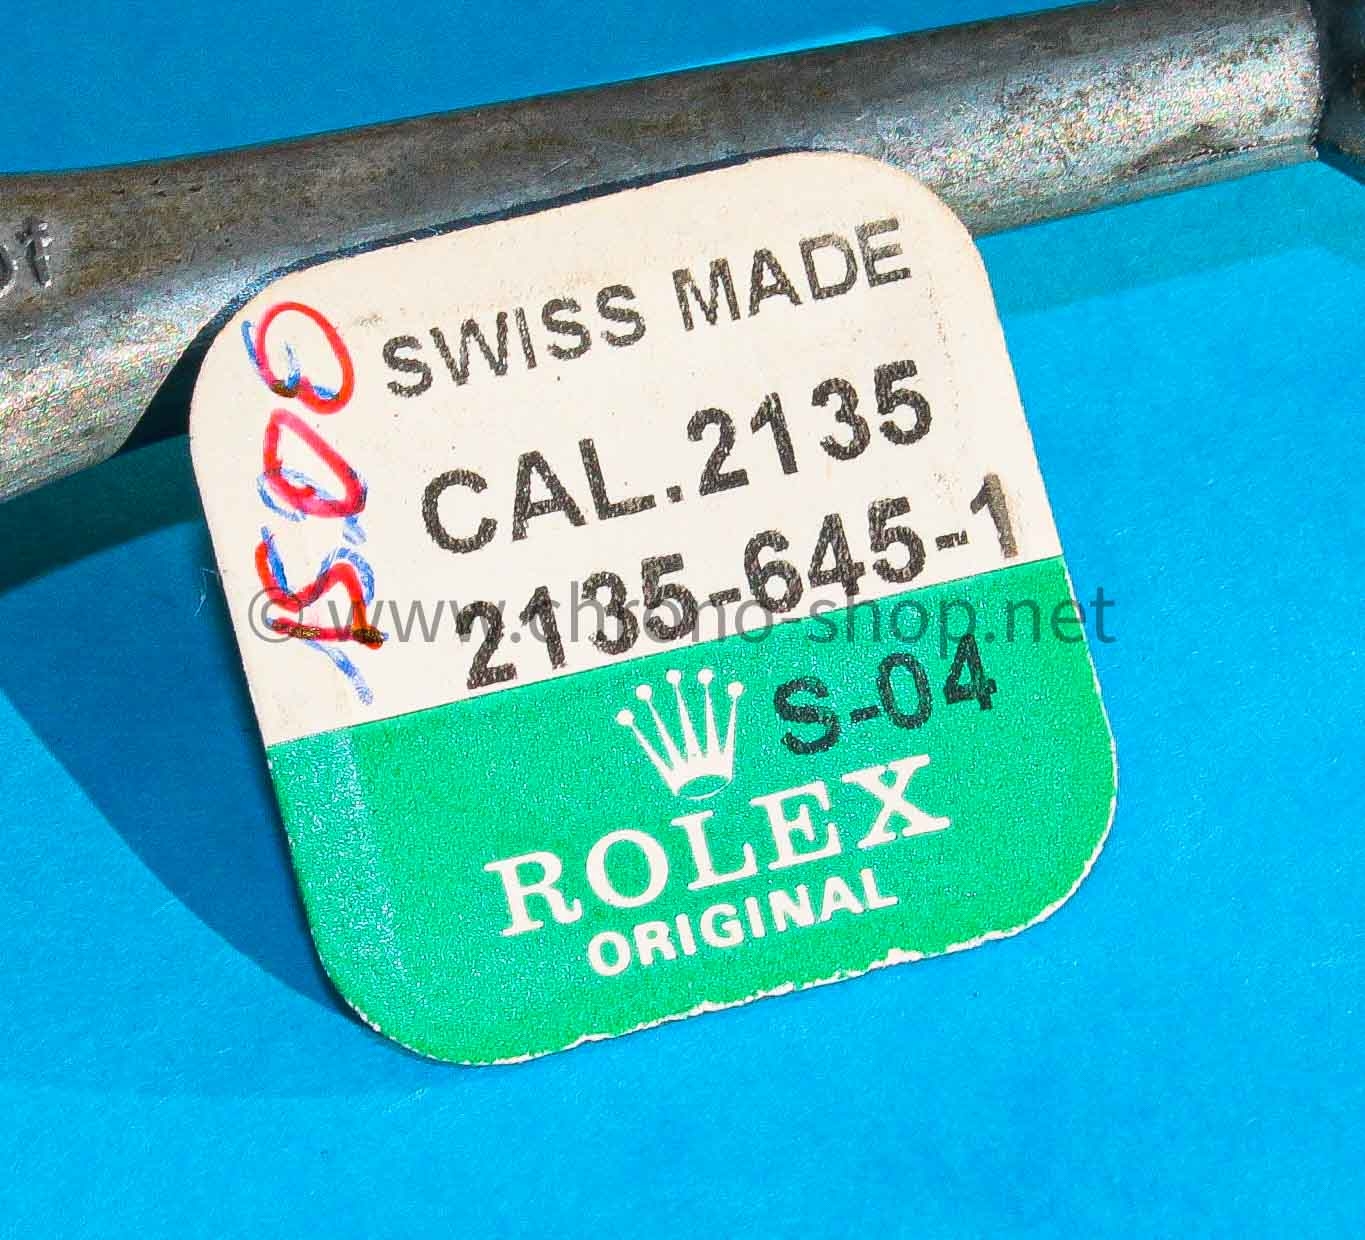 SWISS MADE
CAL.2135
2135-645-1
S-04
ROLEX
ORIGINAL
© www.chrono-shop.net